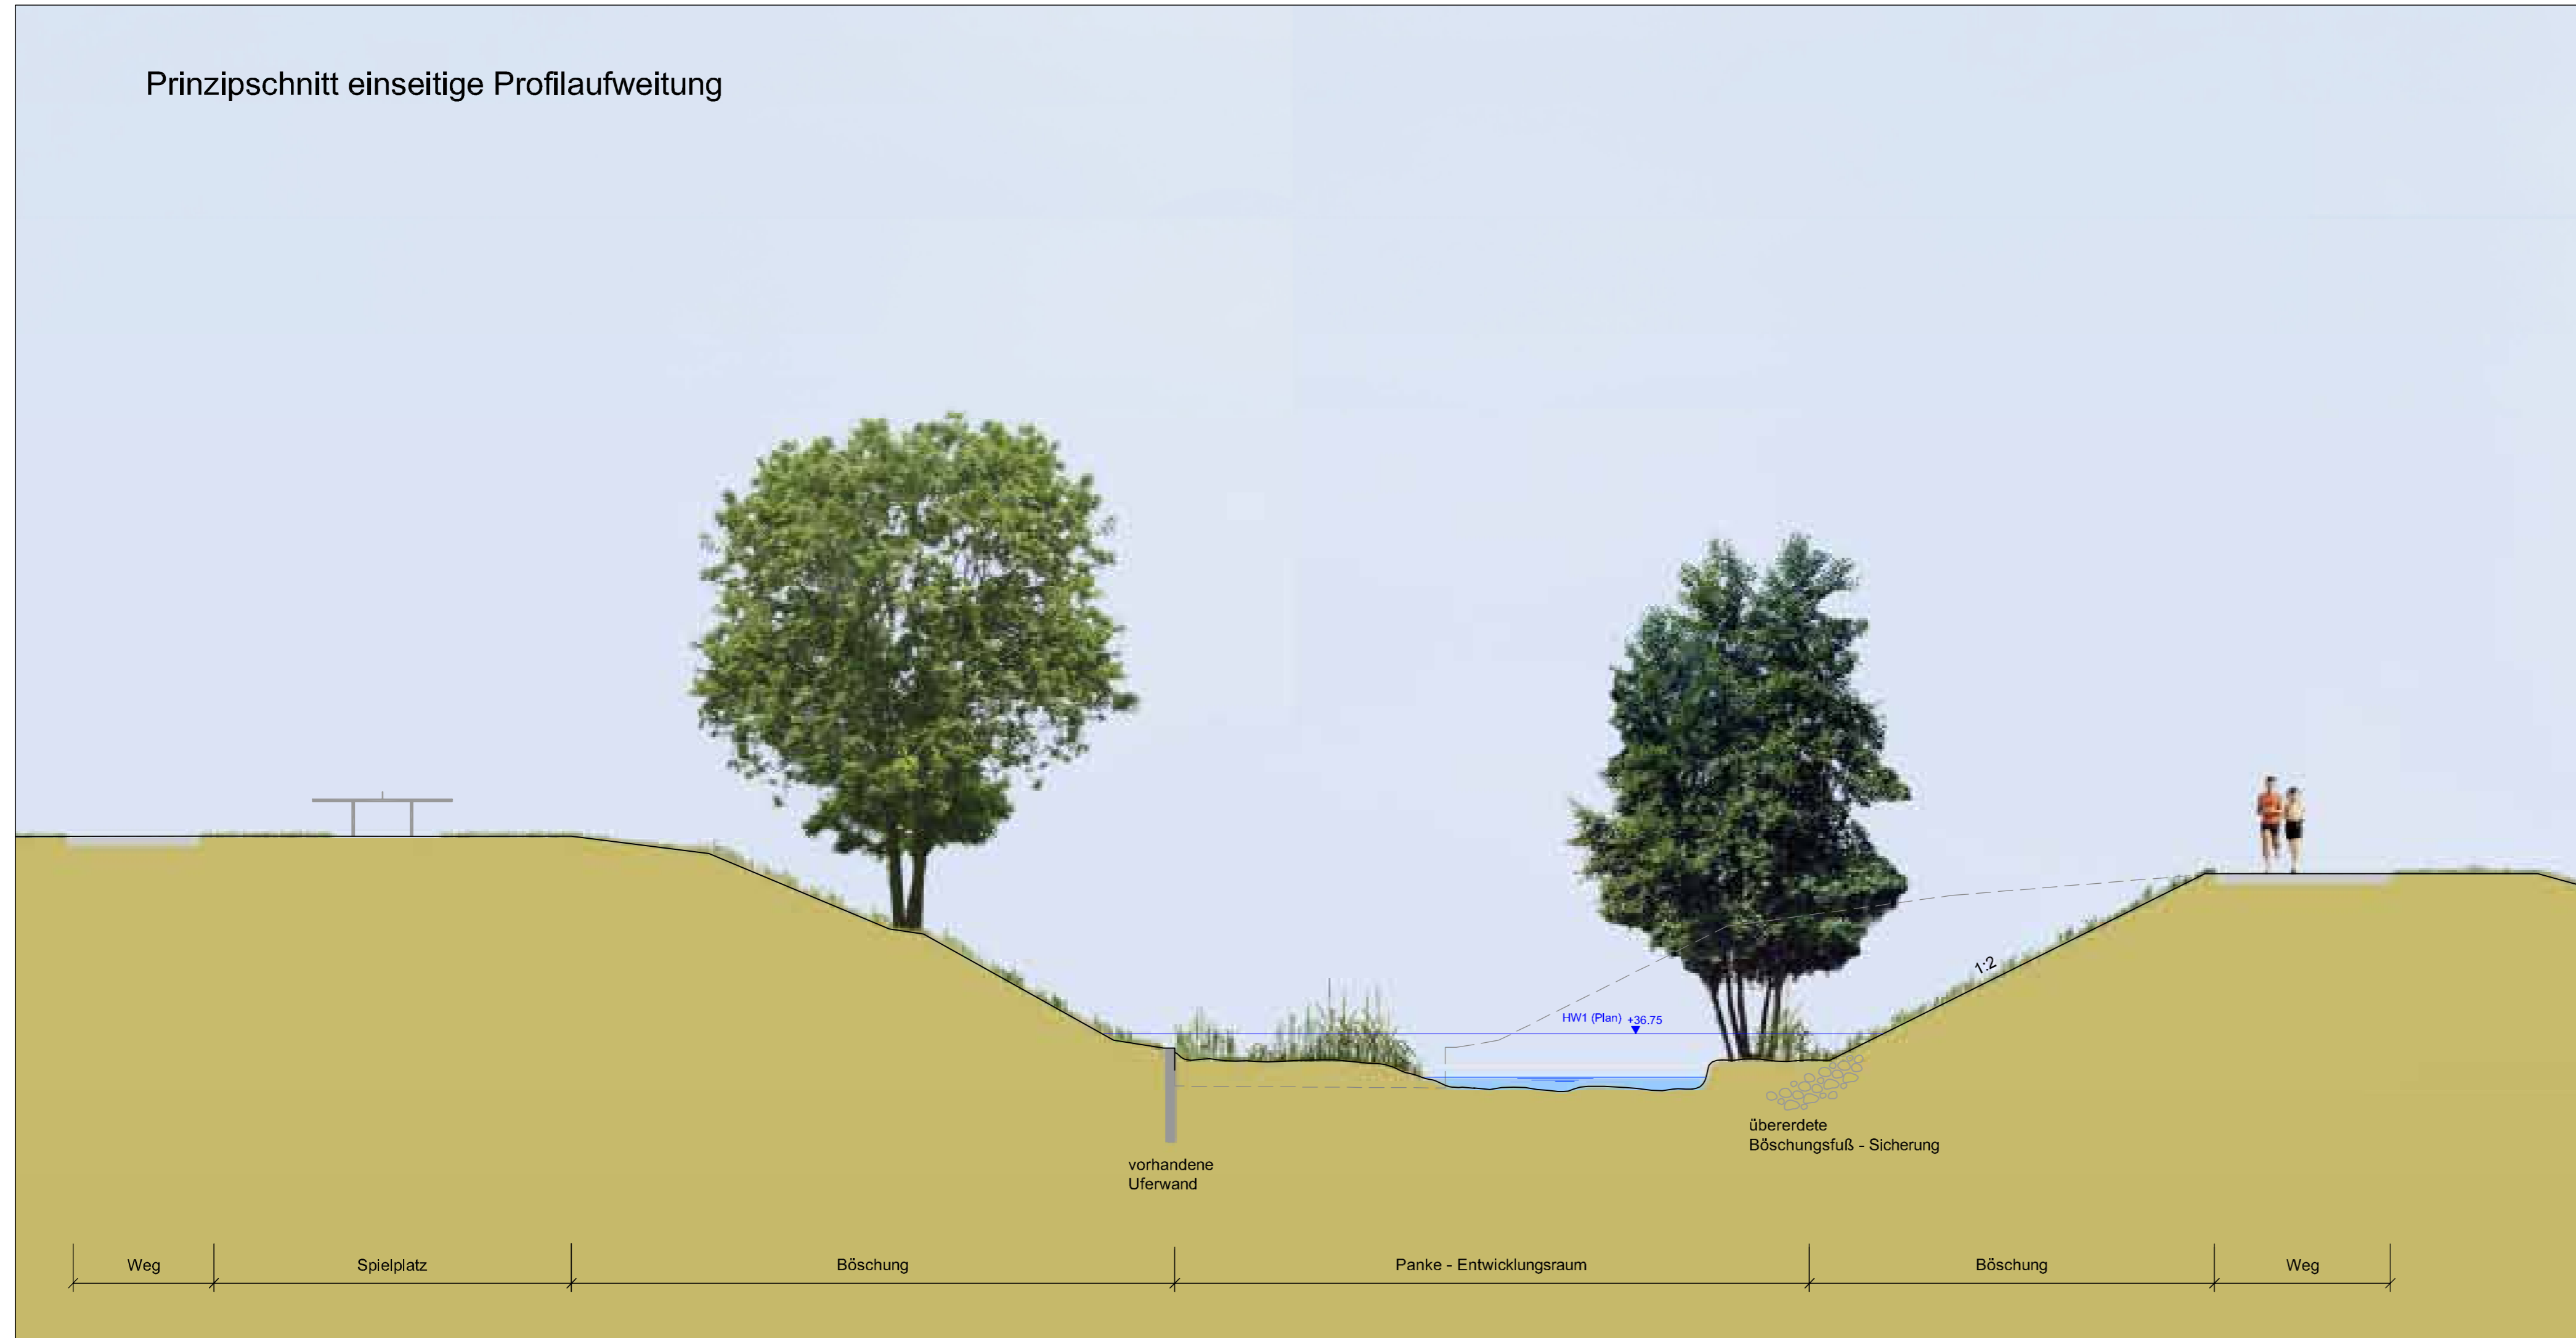 Prinzipschnitt einseitige Profilaufweitung
HW1 (Plan) +36.75
1:2
übererdete
Böschungsfuß - Sicherung
vorhandene
Uferwand
Weg Spielplatz Böschung Panke - Entwicklungsraum Böschung Weg